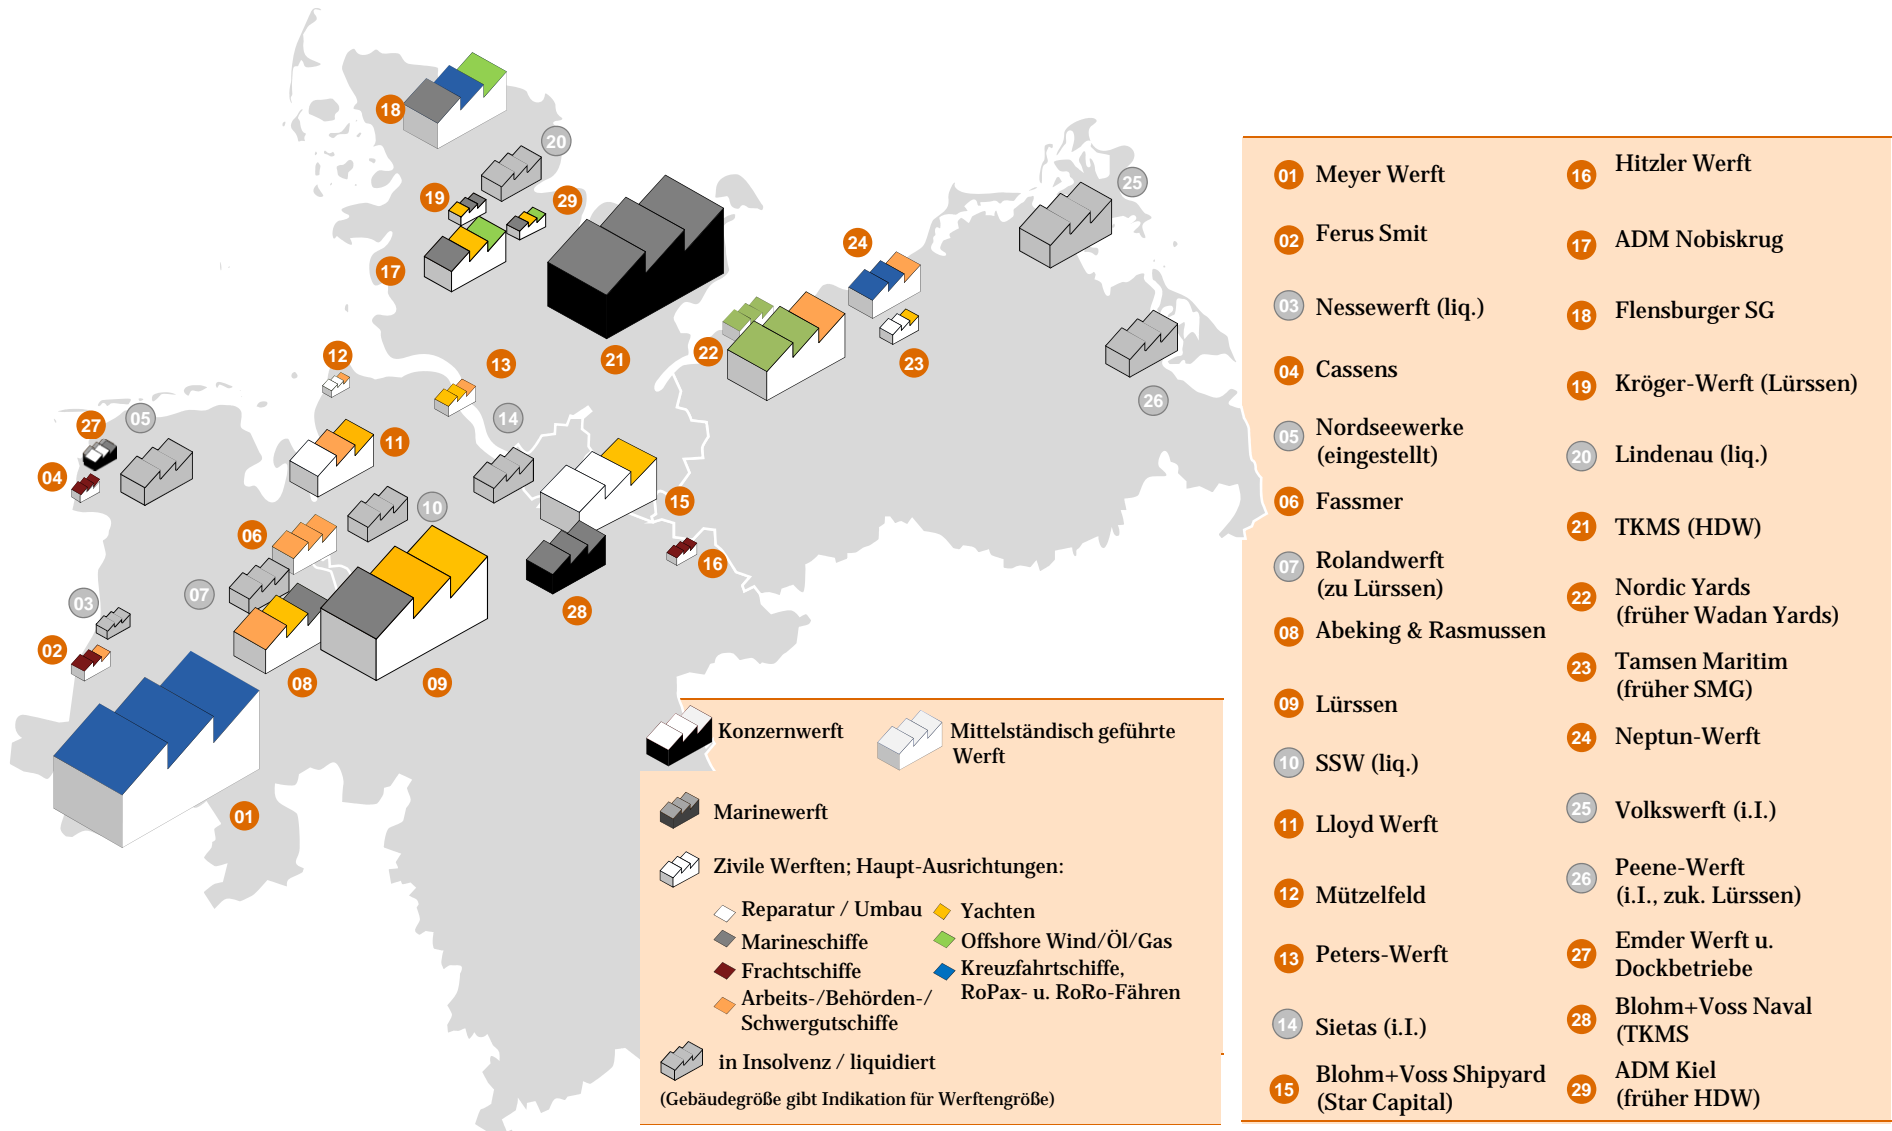 18
20
19
29
17
21
25
24
22
23
26
12
13
27
05
04
11
14
10
15
06
16
28
03
07
02
08
09
01
Konzernwerft
Mittelständisch geführte
Werft
Marinewerft
Zivile Werften; Haupt-Ausrichtungen:
Reparatur / Umbau
Yachten
Marineschiffe
Offshore Wind/Öl/Gas
Frachtschiffe
Kreuzfahrtschiffe,
RoPax- u. RoRo-Fähren
Arbeits-/Behörden-/
Schwergutschiffe
in Insolvenz / liquidiert
(Gebäudegröße gibt Indikation für Werftengröße)
01 Meyer Werft
02 Ferus Smit
03 Nessewerft (liq.)
04 Cassens
05 Nordseewerke
(eingestellt)
06 Fassmer
07 Rolandwerft
(zu Lürssen)
08 Abeking & Rasmussen
09 Lürssen
10 SSW (liq.)
11 Lloyd Werft
12 Mützelfeld
13 Peters-Werft
14 Sietas (i.I.)
15 Blohm+Voss Shipyard
(Star Capital)
16 Hitzler Werft
17 ADM Nobiskrug
18 Flensburger SG
19 Kröger-Werft (Lürssen)
20 Lindenau (liq.)
21 TKMS (HDW)
22 Nordic Yards
(früher Wadan Yards)
23 Tamsen Maritim
(früher SMG)
24 Neptun-Werft
25 Volkswerft (i.I.)
26 Peene-Werft
(i.I., zuk. Lürssen)
27 Emder Werft u.
Dockbetriebe
28 Blohm+Voss Naval
(TKMS
29 ADM Kiel
(früher HDW)